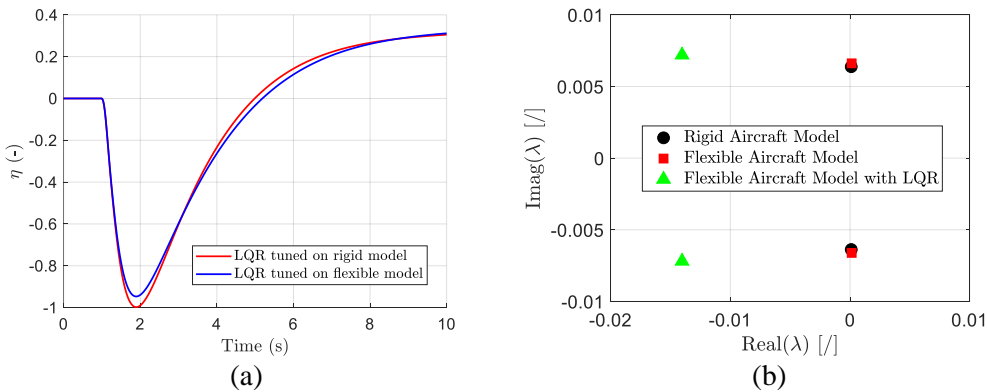 0.4
0.2
0
-0.2
-0.4
-0.6
-0.8
-1
η (-)
LQR tuned on rigid model
LQR tuned on flexible model
0 2 4 6 8 10
Time (s)
(a)
0.01
0.005
0
-0.005
-0.01
Imag(λ) [/]
Rigid Aircraft Model
Flexible Aircraft Model
Flexible Aircraft Model with LQR
-0.02 -0.01 0 0.01
Real(λ) [/]
(b)